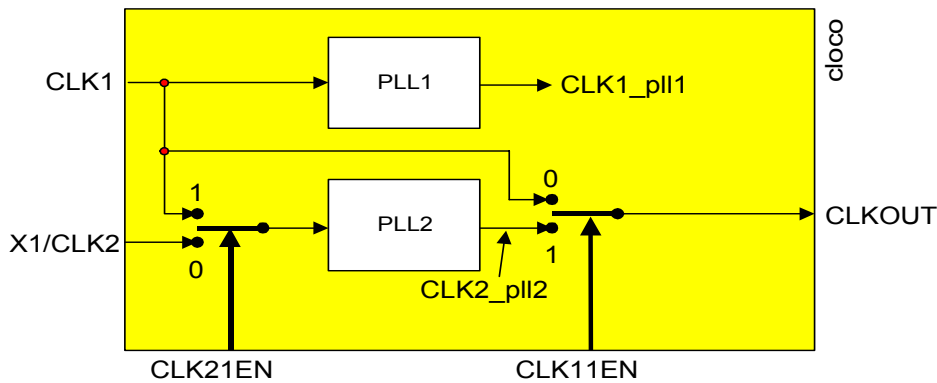 cloco
CLK1
PLL1
CLK1_pll1
1
0
X1/CLK2
0
PLL2
1
CLKOUT
CLK2_pll2
CLK21EN
CLK11EN